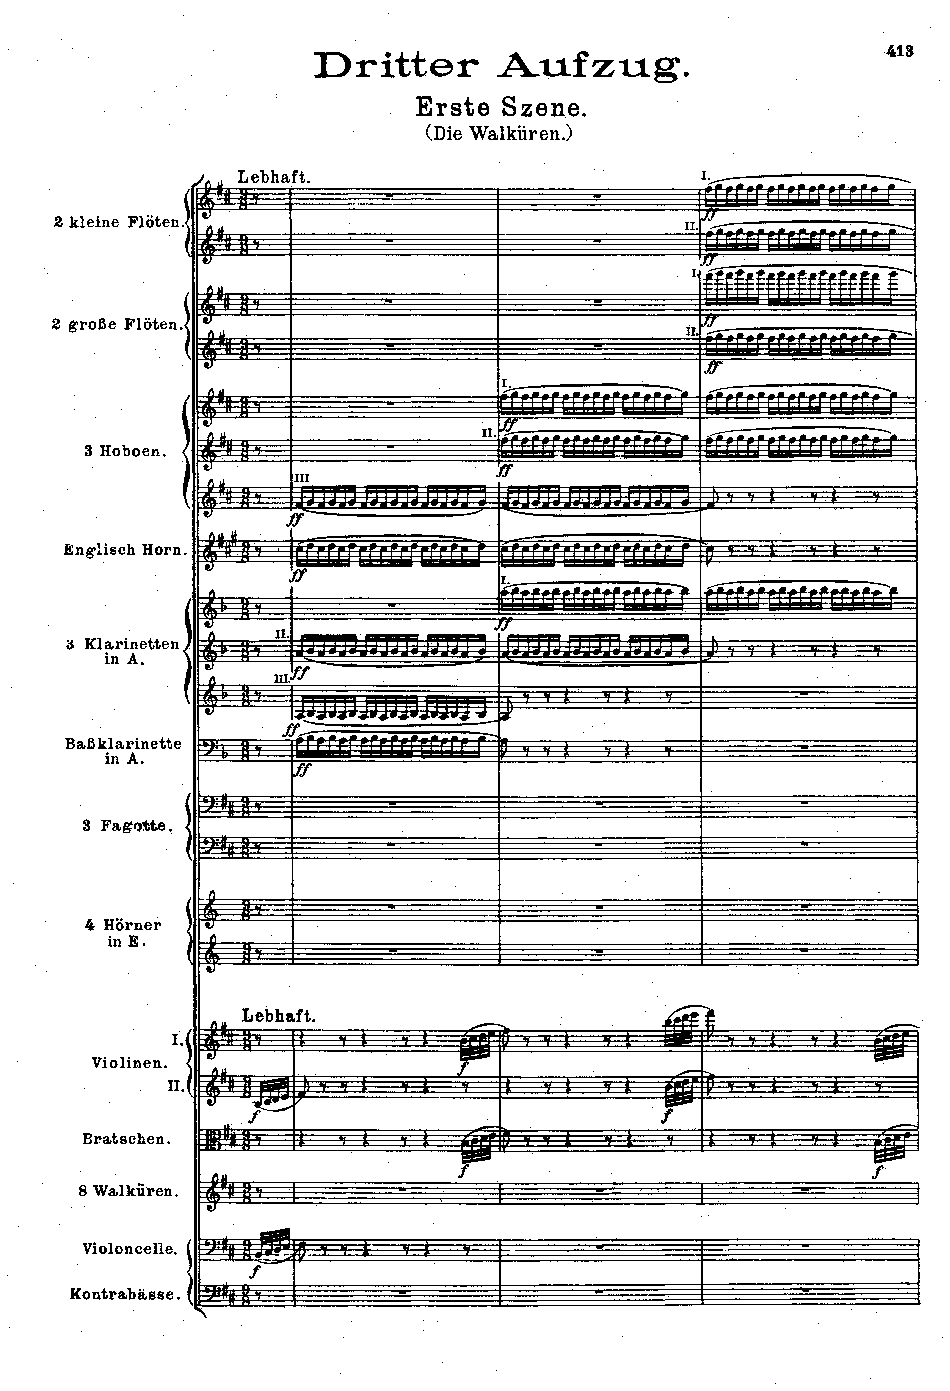 413
Dritter Aufzug.
Erste Szene.
(Die Walküren.)
Lebhaft.
2 kleine Flöten.
I.
ff
II.
ff
2 große Flöten.
I.
ff
II.
ff
3 Hoboen.
I.
ff
II.
ff
III
ff
Englisch Horn.
ff
3 Klarinetten
in A.
I.
ff
II.
ff
III.
ff
Baßklarinette
in A.
ff
3 Fagotte.
4 Hörner
in E.
Lebhaft.
Violinen.
I.
f
II.
f
f
Bratschen.
f
f
8 Walküren.
Violoncelle.
f
Kontrabässe.